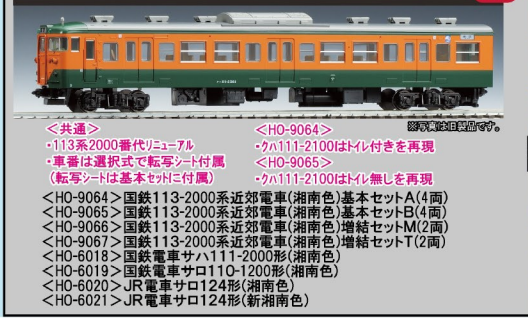 ※写真は旧製品です。
<共通>
・113系2000番代リニューアル
・車番は選択式で転写シート付属
(転写シートは基本セットに付属)
<HO-9064>
・クハ111-2100はトイレ付きを再現
<HO-9065>
・クハ111-2100はトイレ無しを再現
<HO-9064>国鉄113-2000系近郊電車(湘南色)基本セットA(4両)
<HO-9065>国鉄113-2000系近郊電車(湘南色)基本セットB(4両)
<HO-9066>国鉄113-2000系近郊電車(湘南色)増結セットM(2両)
<HO-9067>国鉄113-2000系近郊電車(湘南色)増結セットT(2両)
<HO-6018>国鉄電車サハ111-2000形(湘南色)
<HO-6019>国鉄電車サロ110-1200形(湘南色)
<HO-6020>JR電車サロ124形(湘南色)
<HO-6021>JR電車サロ124形(新湘南色)